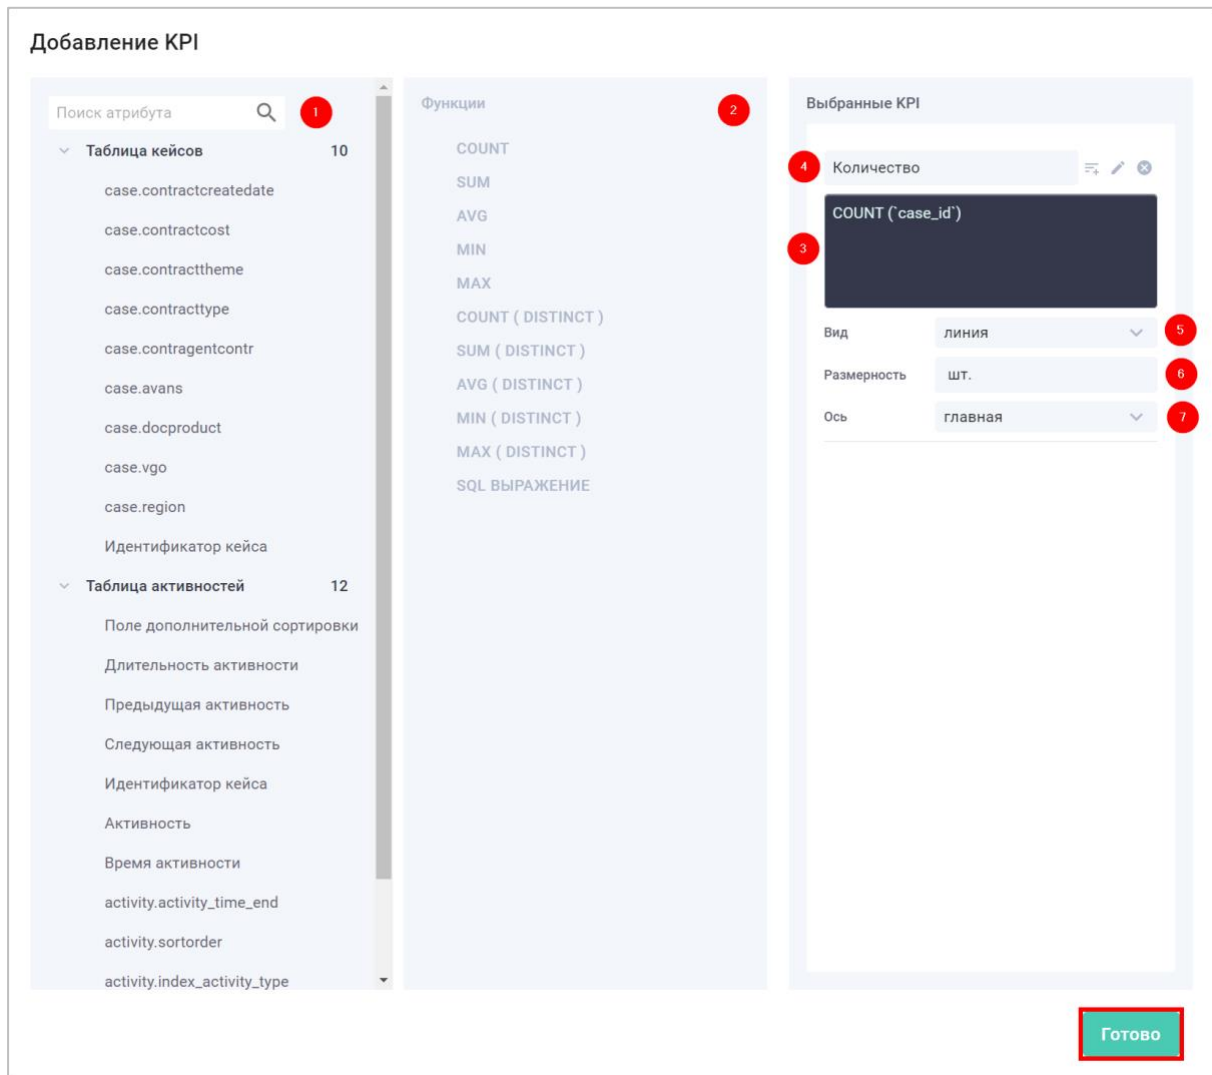 Добавление KPI
Поиск атрибута
1
Таблица кейсов 10
case.contractcreatedate
case.contractcost
case.contracttheme
case.contracttype
case.contragentcontr
case.avans
case.docproduct
case.vgo
case.region
Идентификатор кейса
Таблица активностей 12
Поле дополнительной сортировки
Длительность активности
Предыдущая активность
Следующая активность
Идентификатор кейса
Активность
Время активности
activity.activity_time_end
activity.sortorder
activity.index_activity_type
Функции
2
COUNT
SUM
AVG
MIN
MAX
COUNT ( DISTINCT )
SUM ( DISTINCT )
AVG ( DISTINCT )
MIN ( DISTINCT )
MAX ( DISTINCT )
SQL ВЫРАЖЕНИЕ
Выбранные KPI
4 Количество
COUNT (`case_id`)
3
Вид линия 5
Размерность шт. 6
Ось главная 7
Готово